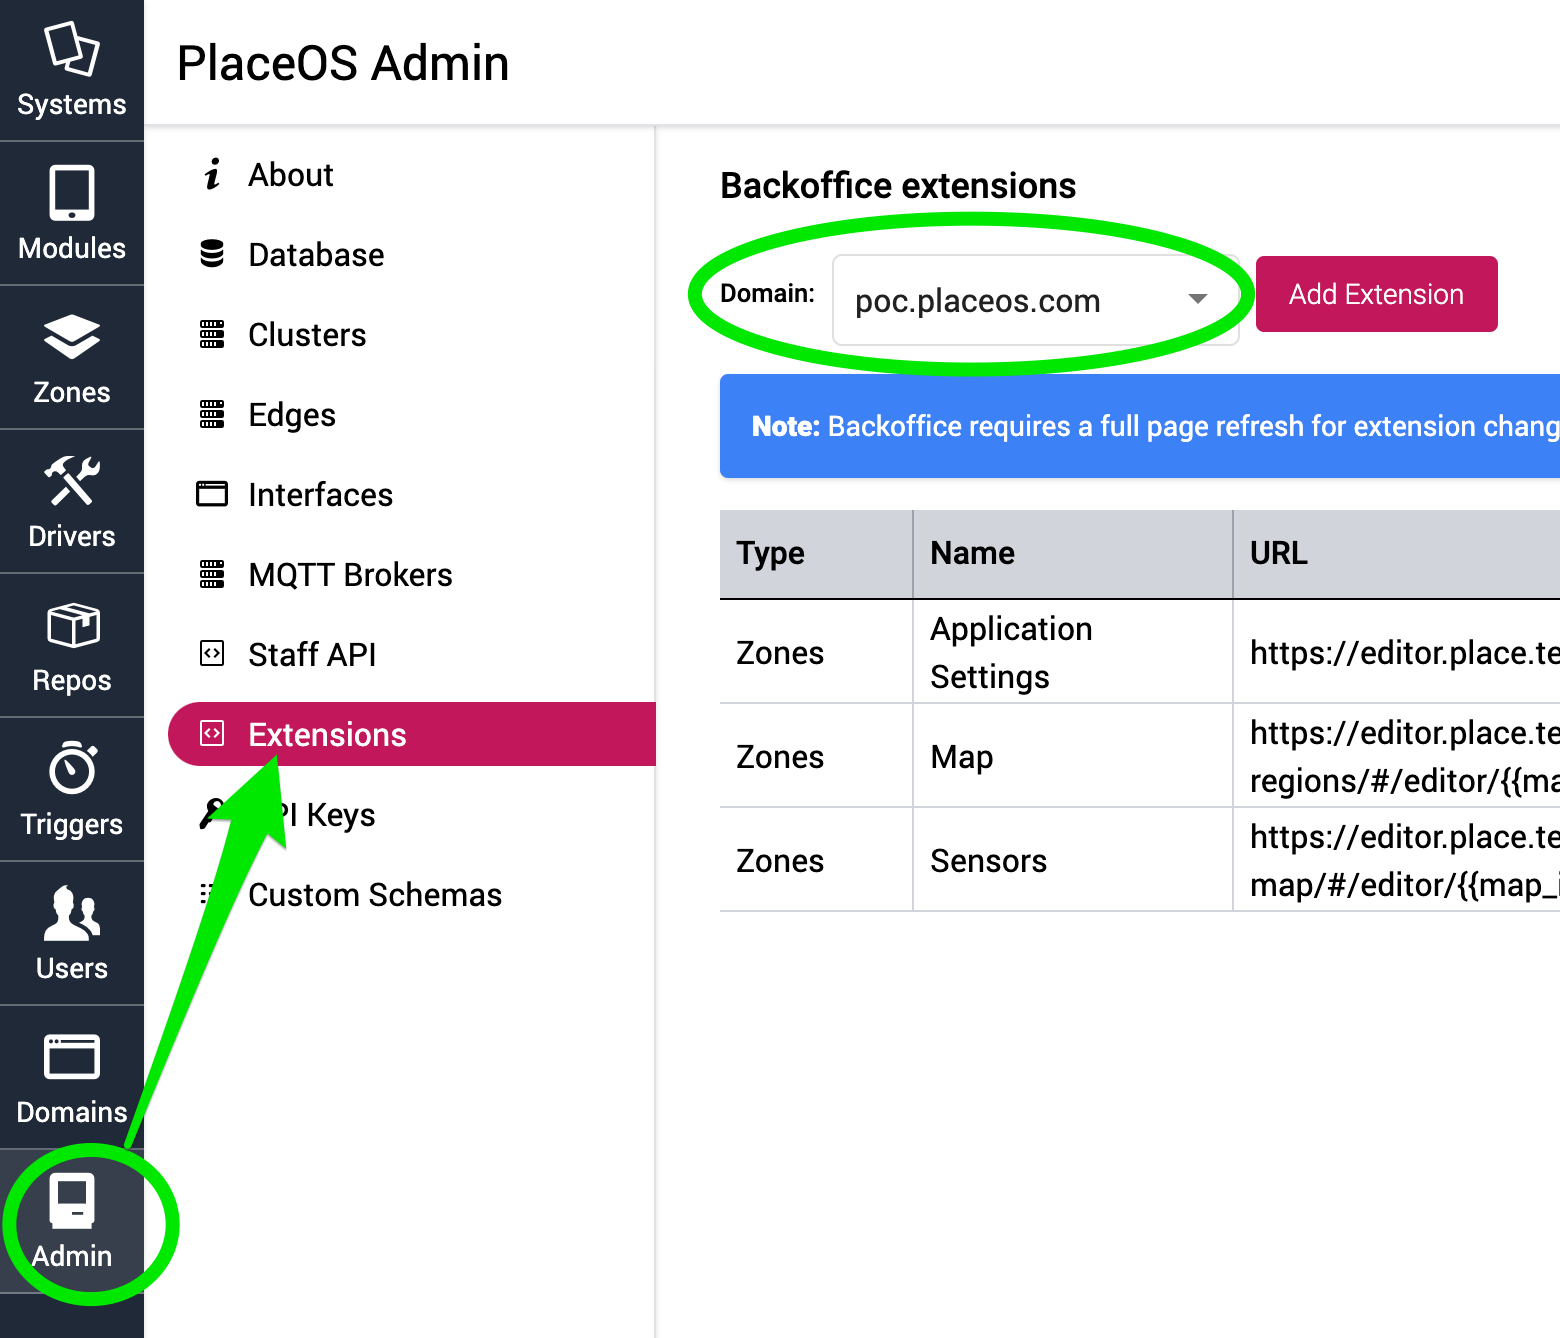 PlaceOS Admin
Systems
Modules
Zones
Drivers
Repos
Triggers
Users
Domains
Admin
About
Database
Clusters
Edges
Interfaces
MQTT Brokers
Staff API
Extensions
PI Keys
Custom Schemas
Backoffice extensions
Domain: poc.placeos.com Add Extension
Note: Backoffice requires a full page refresh for extension chang
Type Name URL
Zones Application Settings https://editor.place.te
Zones Map https://editor.place.te
regions/#/editor/{{ma
Zones Sensors https://editor.place.te
map/#/editor/{{map_i